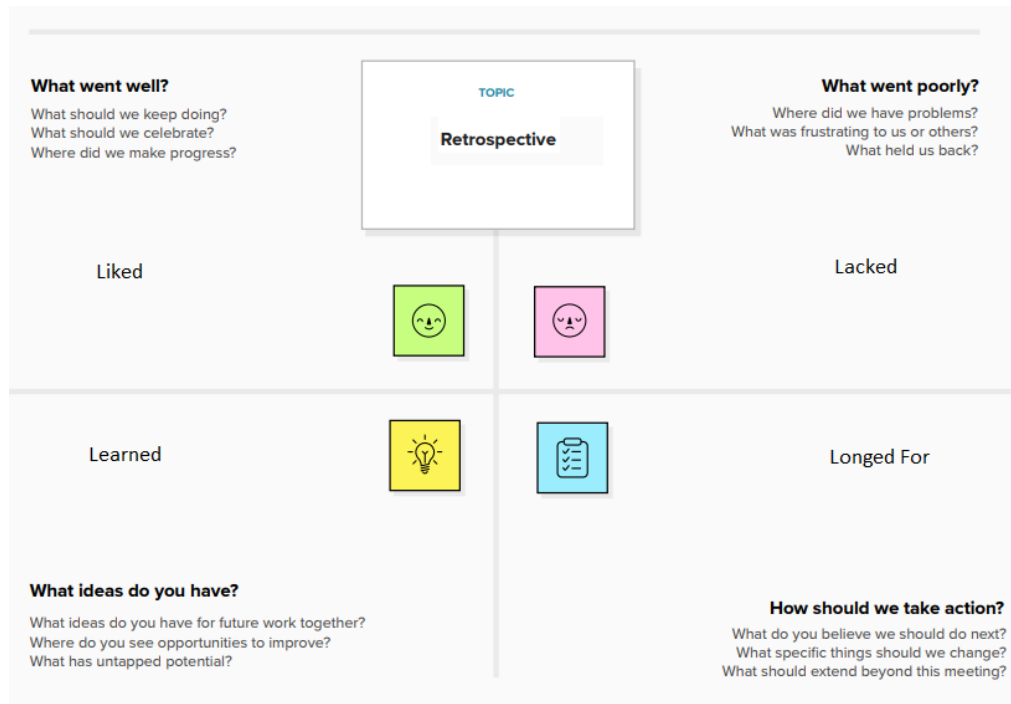 What went well?
What should we keep doing?
What should we celebrate?
Where did we make progress?
TOPIC
Retrospective
What went poorly?
Where did we have problems?
What was frustrating to us or others?
What held us back?
Liked
Lacked
Learned
Longed For
What ideas do you have?
What ideas do you have for future work together?
Where do you see opportunities to improve?
What has untapped potential?
How should we take action?
What do you believe we should do next?
What specific things should we change?
What should extend beyond this meeting?